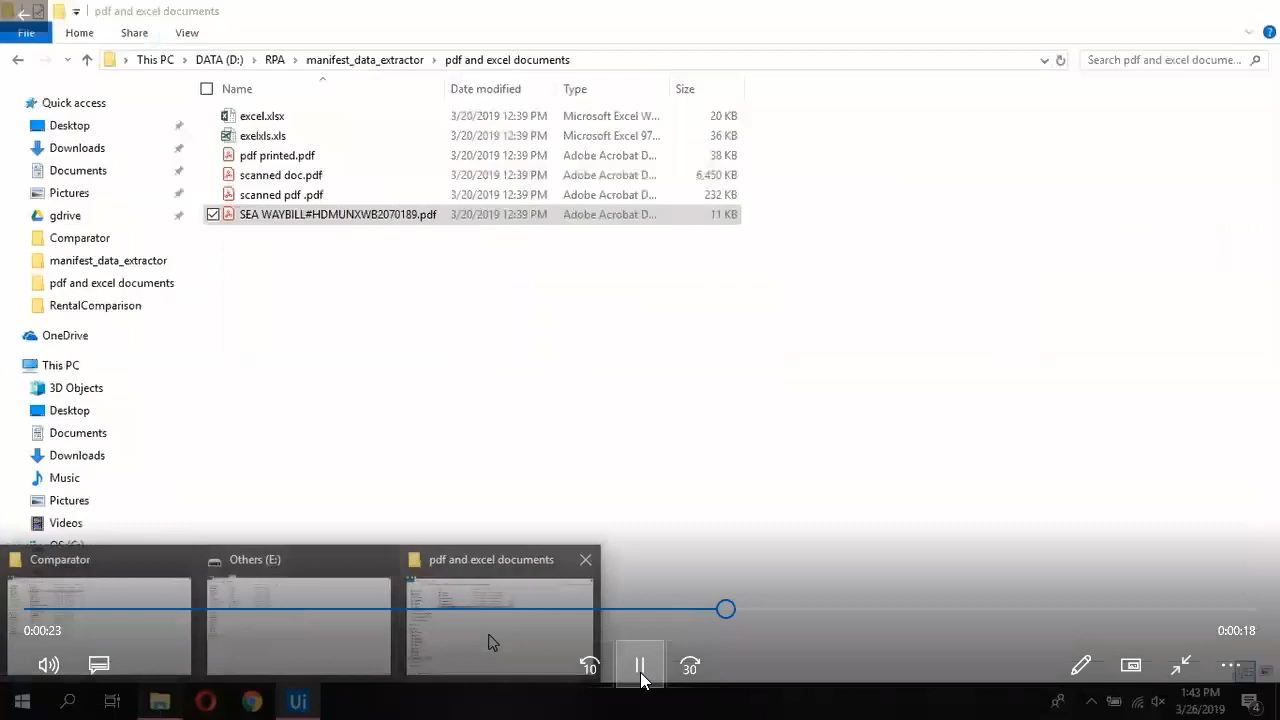 pdf and excel documents
File Home Share View
This PC DATA (D:) RPA manifest_data_extractor pdf and excel documents Search pdf and excel docume...
Name Date modified Type Size
Quick access
Desktop
Downloads
Documents
Pictures
gdrive
Comparator
manifest_data_extractor
pdf and excel documents
RentalComparison
OneDrive
This PC
3D Objects
Desktop
Documents
Downloads
Music
Pictures
Videos
excel.xlsx 3/20/2019 12:39 PM Microsoft Excel W... 20 KB
exelxls.xls 3/20/2019 12:39 PM Microsoft Excel 97... 36 KB
pdf printed.pdf 3/20/2019 12:39 PM Adobe Acrobat D... 38 KB
scanned doc.pdf 3/20/2019 12:39 PM Adobe Acrobat D... 6,450 KB
scanned pdf .pdf 3/20/2019 12:39 PM Adobe Acrobat D... 232 KB
SEA WAYBILL#HDMUNXWB2070189.pdf 3/20/2019 12:39 PM Adobe Acrobat D... 11 KB
Comparator Others (E:) pdf and excel documents
0:00:23 0:00:18
10 30
Ui
1:43 PM
3/26/2019
4